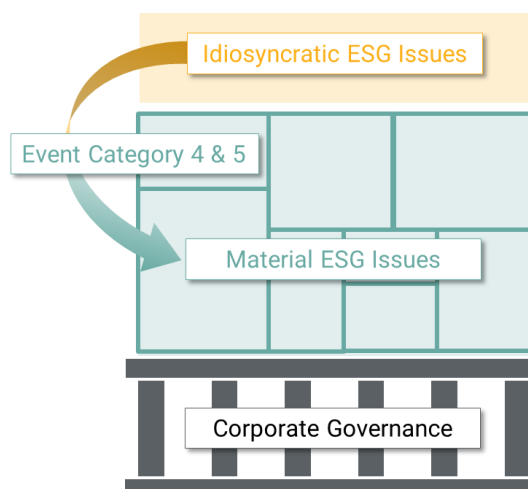 Idiosyncratic ESG Issues
Event Category 4 & 5
Material ESG Issues
Corporate Governance